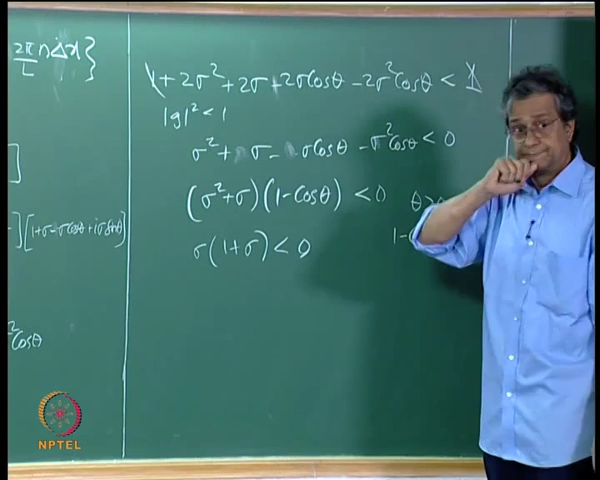 2π/L nΔx}
1 + 2σ² + 2σ + 2σCosθ - 2σ²Cosθ < 1
|g|² < 1
σ² + σ - σCosθ - σ²Cosθ < 0
(σ² + σ)(1 - Cosθ) < 0
θ >
][1+σ-σCosθ+iσSinθ]
σ(1 + σ) < 0
1-
²Cosθ
NPTEL